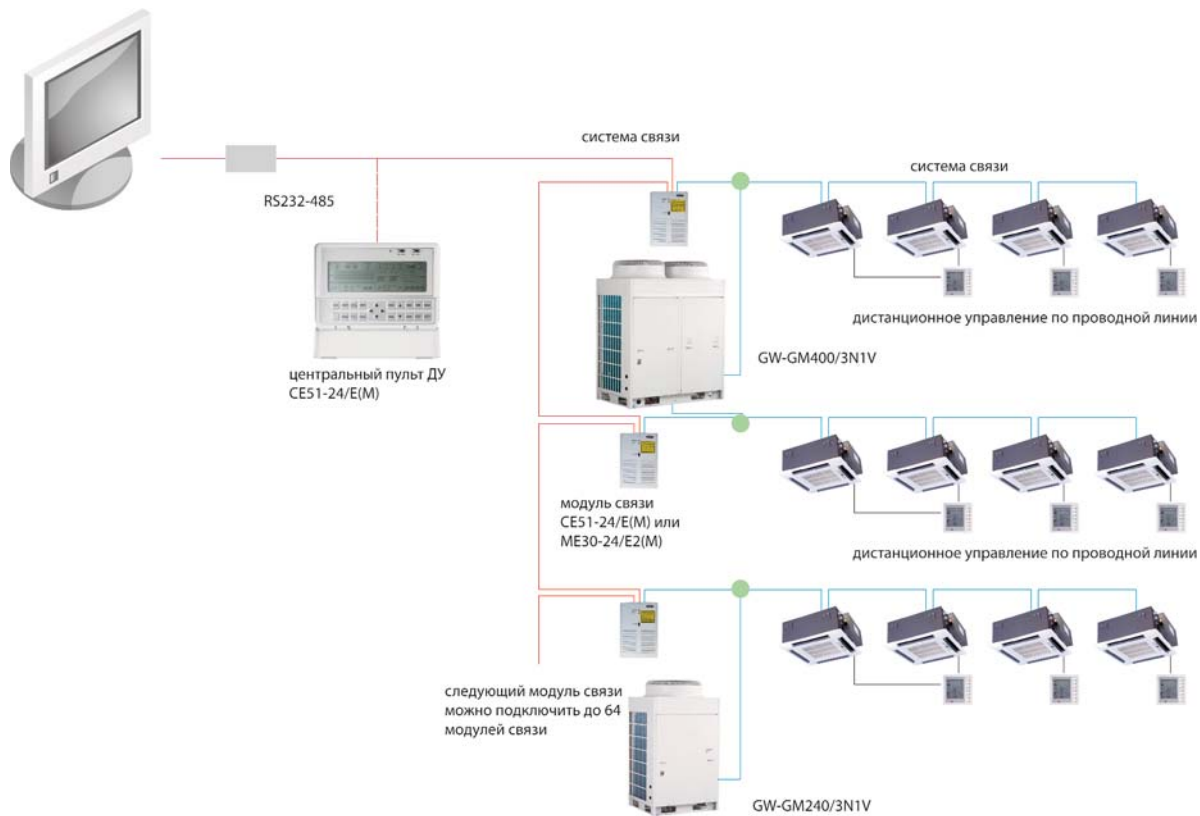 система связи
система связи
RS232-485
дистанционное управление по проводной линии
GW-GM400/3N1V
центральный пульт ДУ
CE51-24/E(M)
модуль связи
CE51-24/E(M) или
ME30-24/E2(M)
дистанционное управление по проводной линии
следующий модуль связи
можно подключить до 64
модулей связи
GW-GM240/3N1V